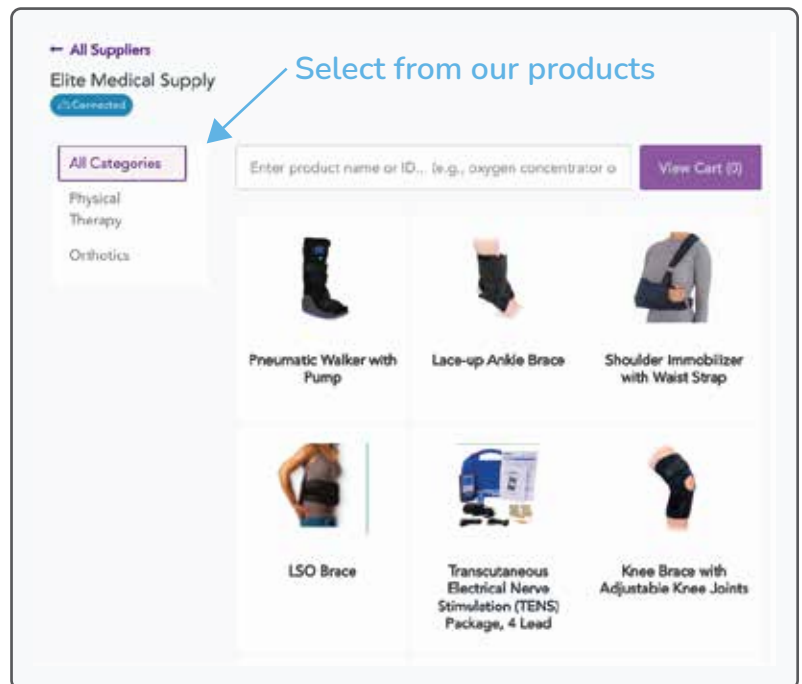 ← All Suppliers
Elite Medical Supply
Connected
Select from our products
All Categories
Physical
Therapy
Orthotics
Enter product name or ID... (e.g., oxygen concentrator o
View Cart (0)
Pneumatic Walker with
Pump
Lace-up Ankle Brace
Shoulder Immobilizer
with Waist Strap
LSO Brace
Transcutaneous
Electrical Nerve
Stimulation (TENS)
Package, 4 Lead
Knee Brace with
Adjustable Knee Joints